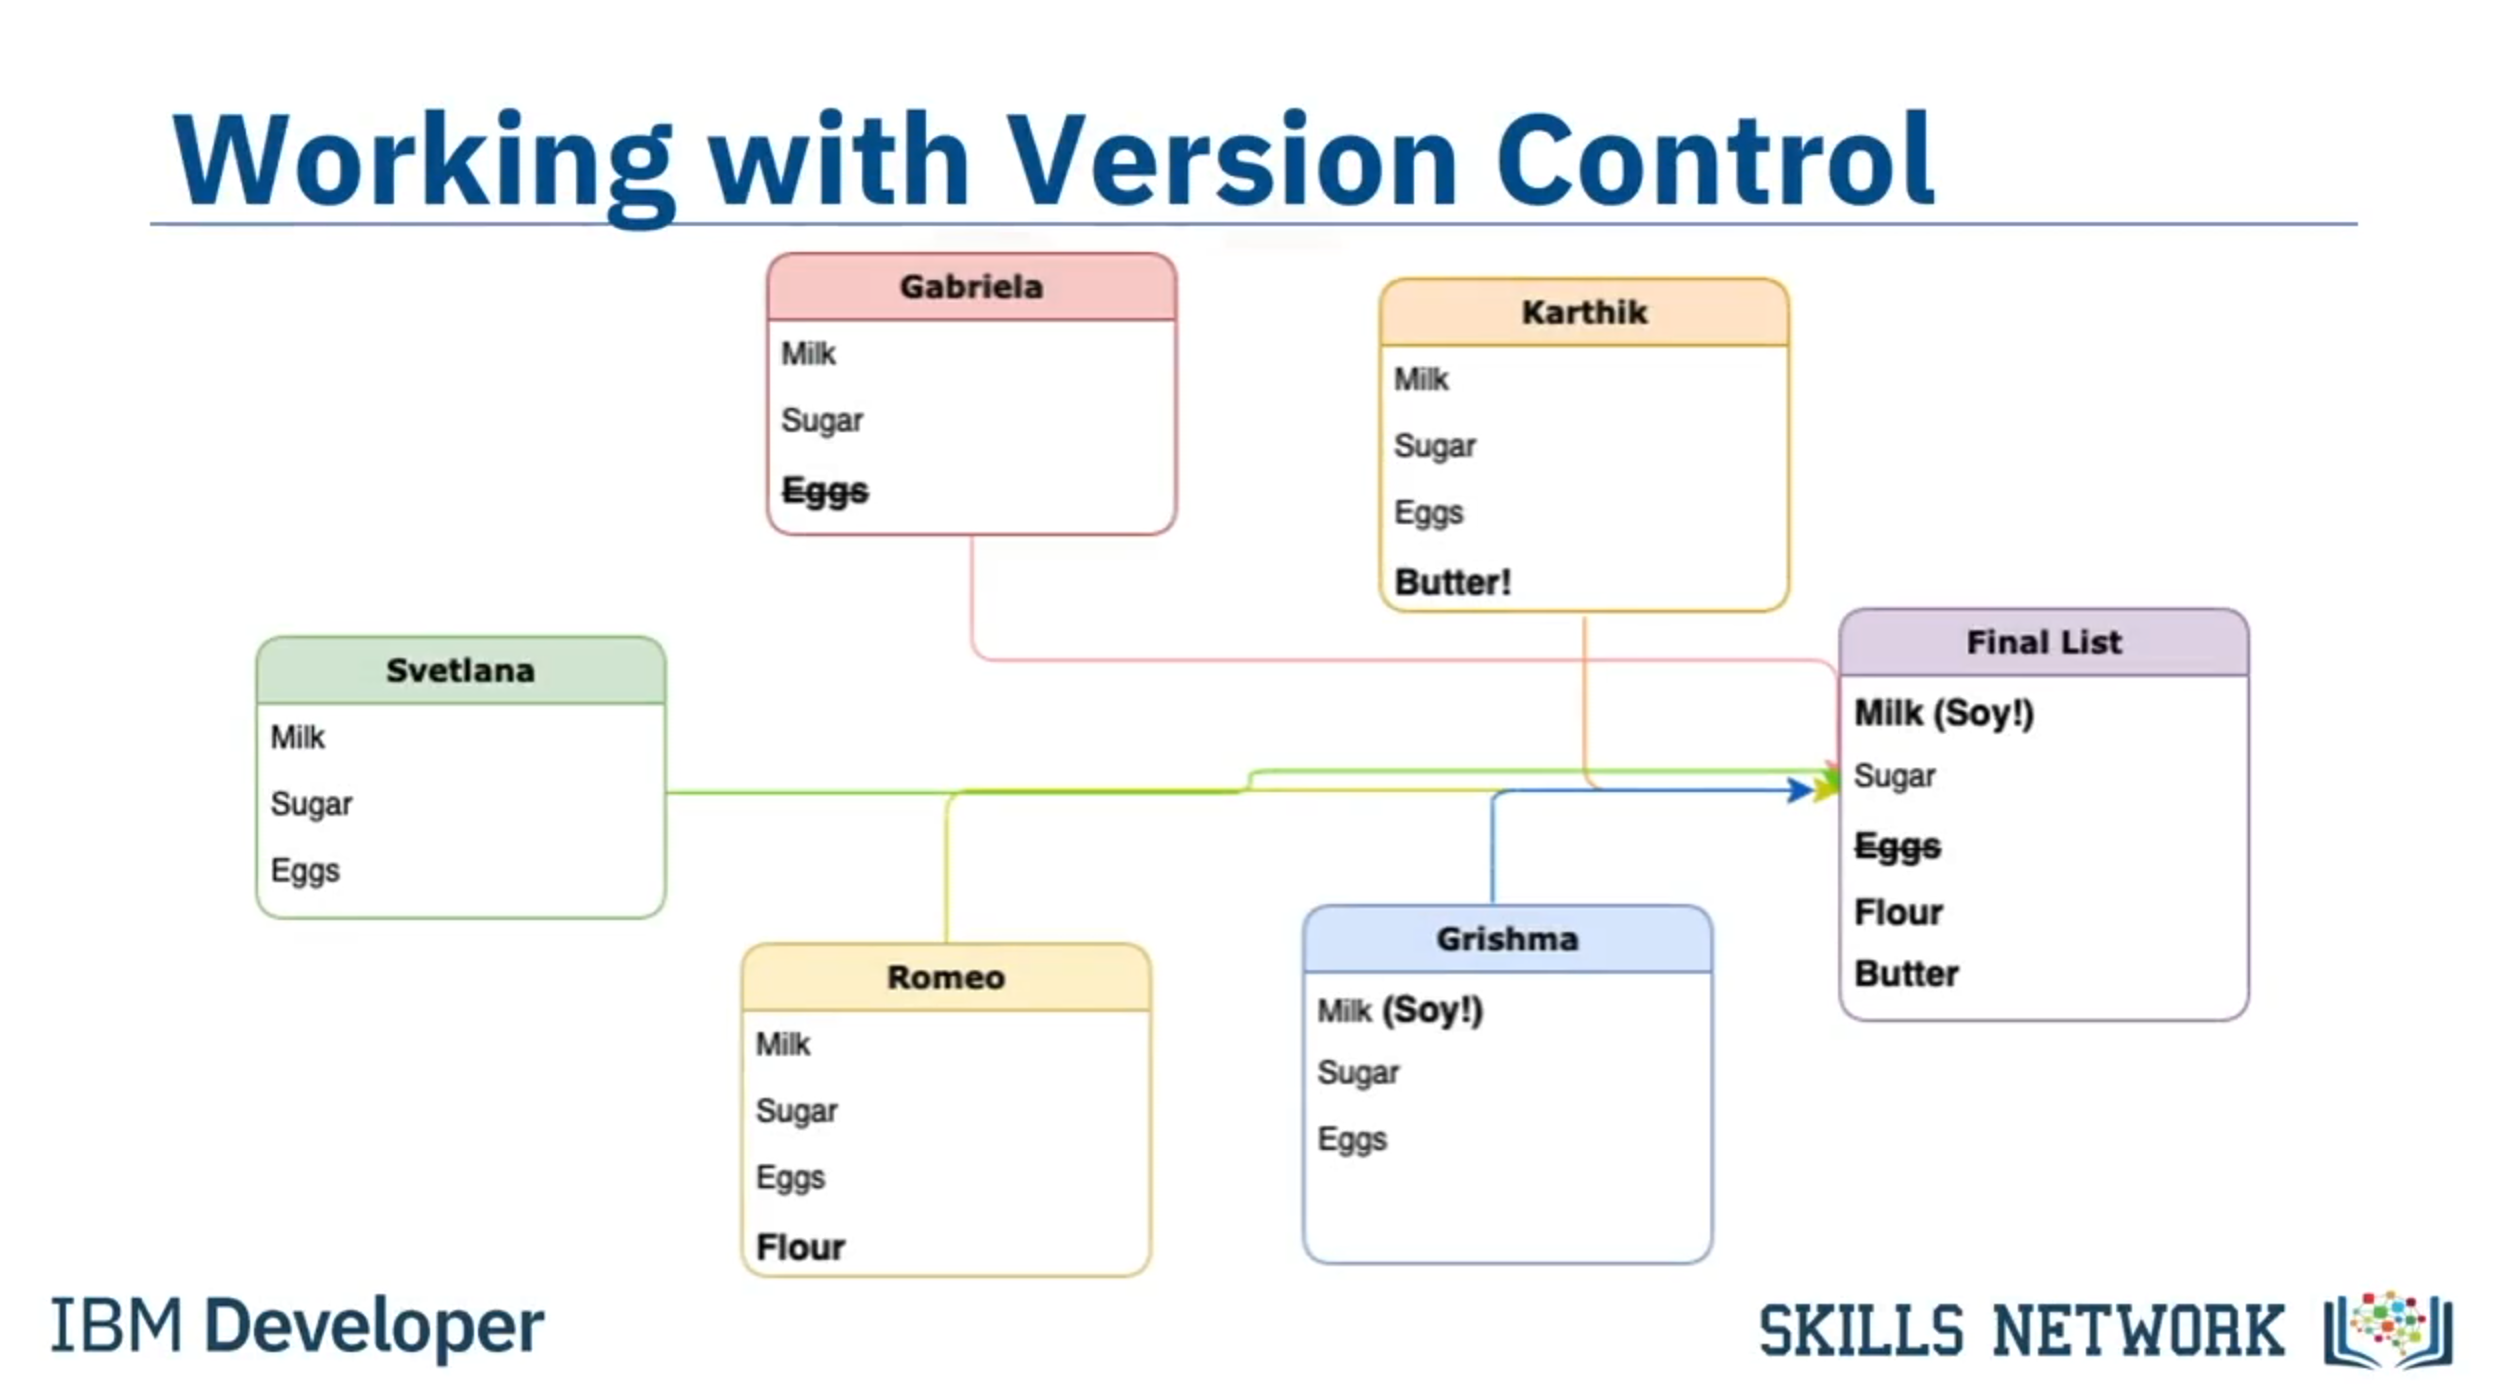 Working with Version Control
Gabriela
Milk
Sugar
Eggs
Karthik
Milk
Sugar
Eggs
Butter!
Svetlana
Milk
Sugar
Eggs
Romeo
Milk
Sugar
Eggs
Flour
Grishma
Milk (Soy!)
Sugar
Eggs
Final List
Milk (Soy!)
Sugar
Eggs
Flour
Butter
IBM Developer
SKILLS NETWORK